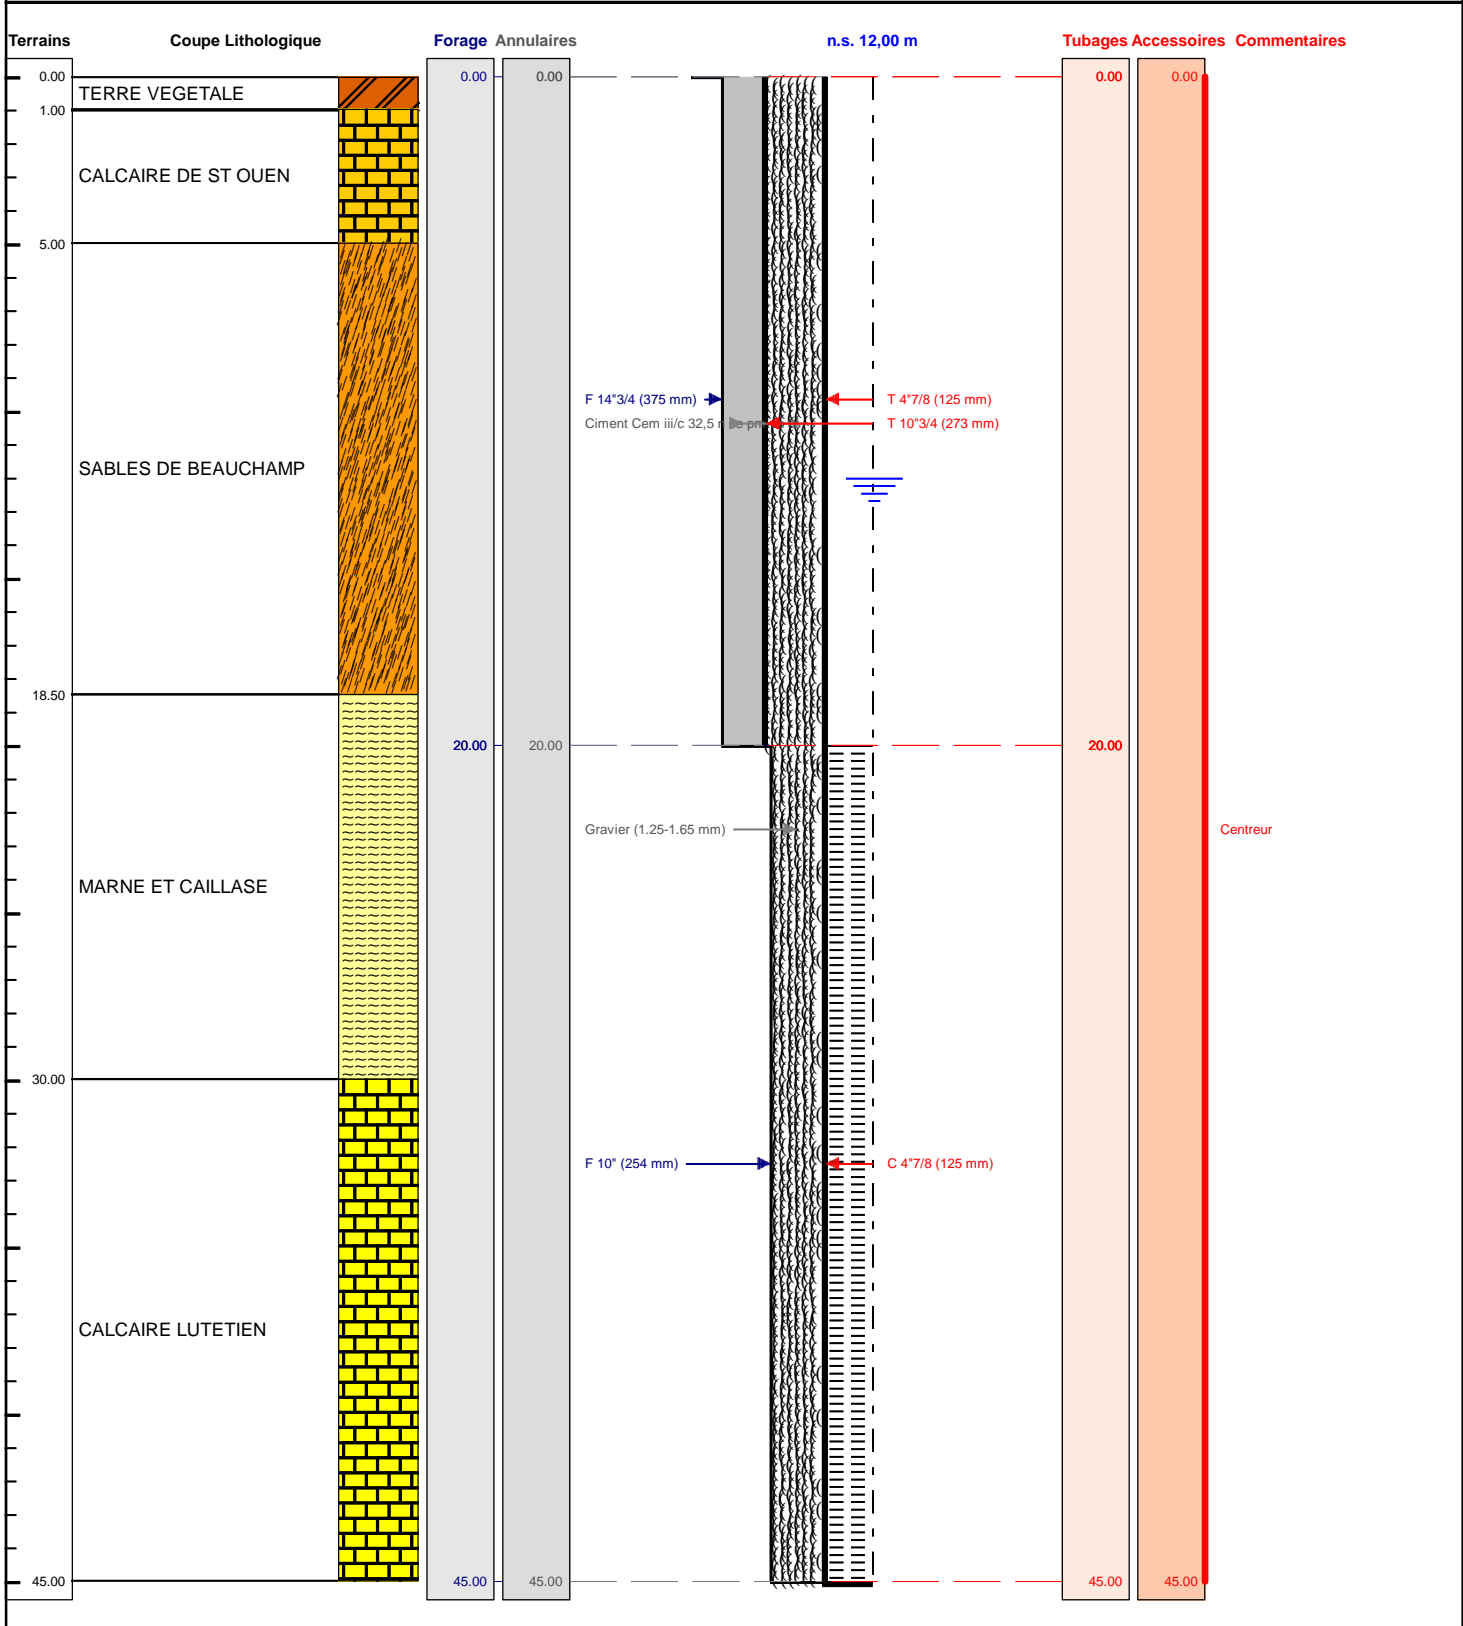 Terrains Coupe Lithologique Forage Annulaires n.s. 12,00 m Tubages Accessoires Commentaires
0.00 0.00 0.00 0.00 0.00
TERRE VEGETALE
1.00
CALCAIRE DE ST OUEN
5.00
F 14"3/4 (375 mm) T 4"7/8 (125 mm)
Ciment Cem iii/c 32,5 T 10"3/4 (273 mm)
SABLES DE BEAUCHAMP
18.50
20.00 20.00 20.00
Gravier (1.25-1.65 mm) Centreur
MARNE ET CAILLASE
30.00
F 10" (254 mm) C 4"7/8 (125 mm)
CALCAIRE LUTETIEN
45.00 45.00 45.00 45.00 45.00